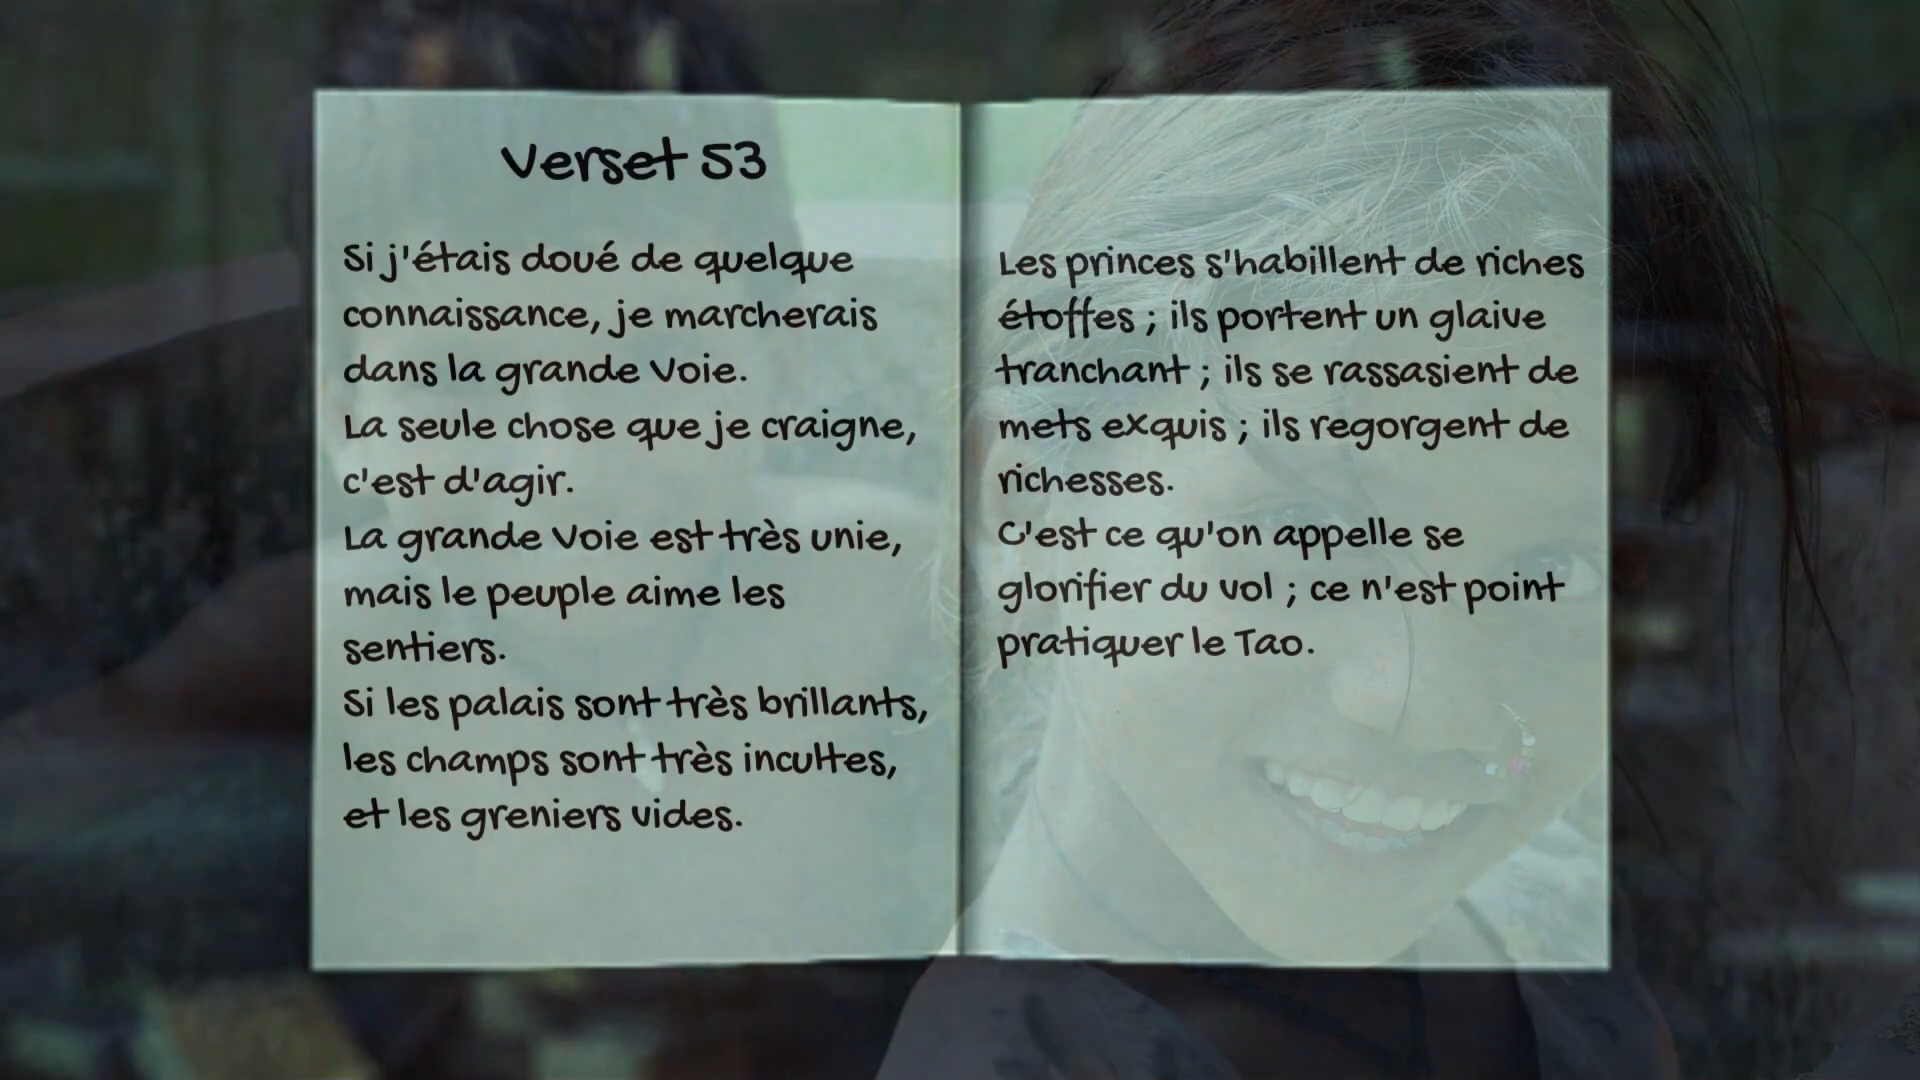 Verset 53
Si j'étais doué de quelque
connaissance, je marcherais
dans la grande Voie.
La seule chose que je craigne,
c'est d'agir.
La grande Voie est très unie,
mais le peuple aime les
sentiers.
Si les palais sont très brillants,
les champs sont très incultes,
et les greniers vides.
Les princes s'habillent de riches
étoffes ; ils portent un glaive
tranchant ; ils se rassasient de
mets exquis ; ils regorgent de
richesses.
C'est ce qu'on appelle se
glorifier du vol ; ce n'est point
pratiquer le Tao.